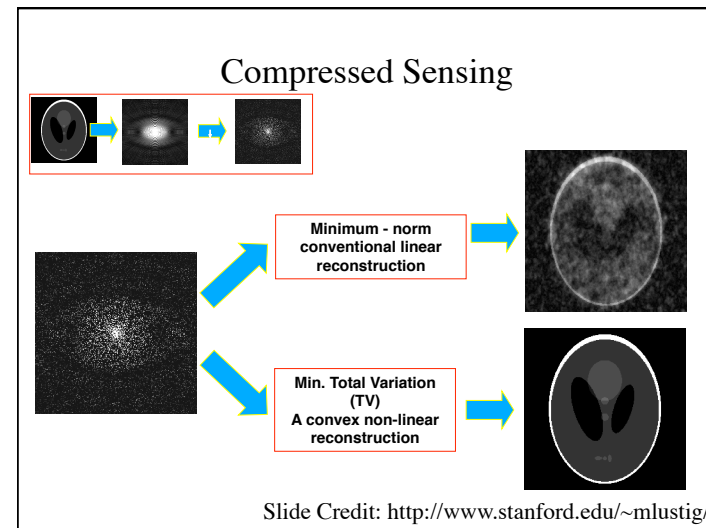 Compressed Sensing
Minimum - norm
conventional linear
reconstruction
Min. Total Variation
(TV)
A convex non-linear
reconstruction
Slide Credit: http://www.stanford.edu/~mlustig/